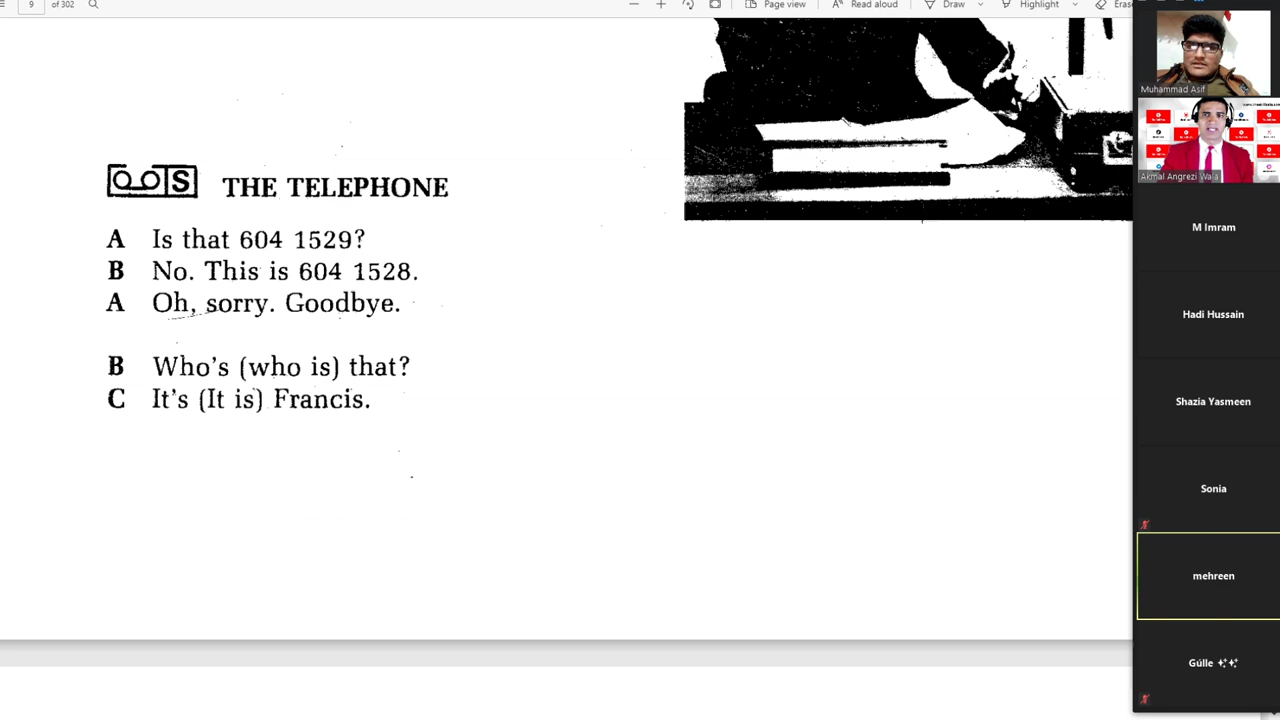 9 of 302 Page view Read aloud Draw Highlight Eras
S THE TELEPHONE
A Is that 604 1529?
B No. This is 604 1528.
A Oh, sorry. Goodbye.
B Who's (who is) that?
C It's (It is) Francis.
Muhammad Asif
Akmal Angrezi Wala
M Imram
Hadi Hussain
Shazia Yasmeen
Sonia
mehreen
Gúlle